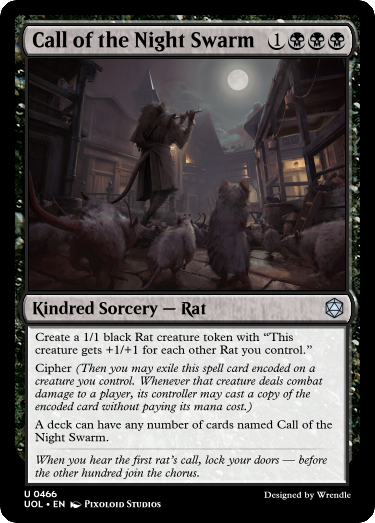 Call of the Night Swarm 1
Kindred Sorcery — Rat
Create a 1/1 black Rat creature token with “This
creature gets +1/+1 for each other Rat you control.”
Cipher (Then you may exile this spell card encoded on a
creature you control. Whenever that creature deals combat
damage to a player, its controller may cast a copy of the
encoded card without paying its mana cost.)
A deck can have any number of cards named Call of the
Night Swarm.
When you hear the first rat’s call, lock your doors — before
the other hundred join the chorus.
U 0466
UOL • EN Pixoloid Studios
Designed by Wrendle